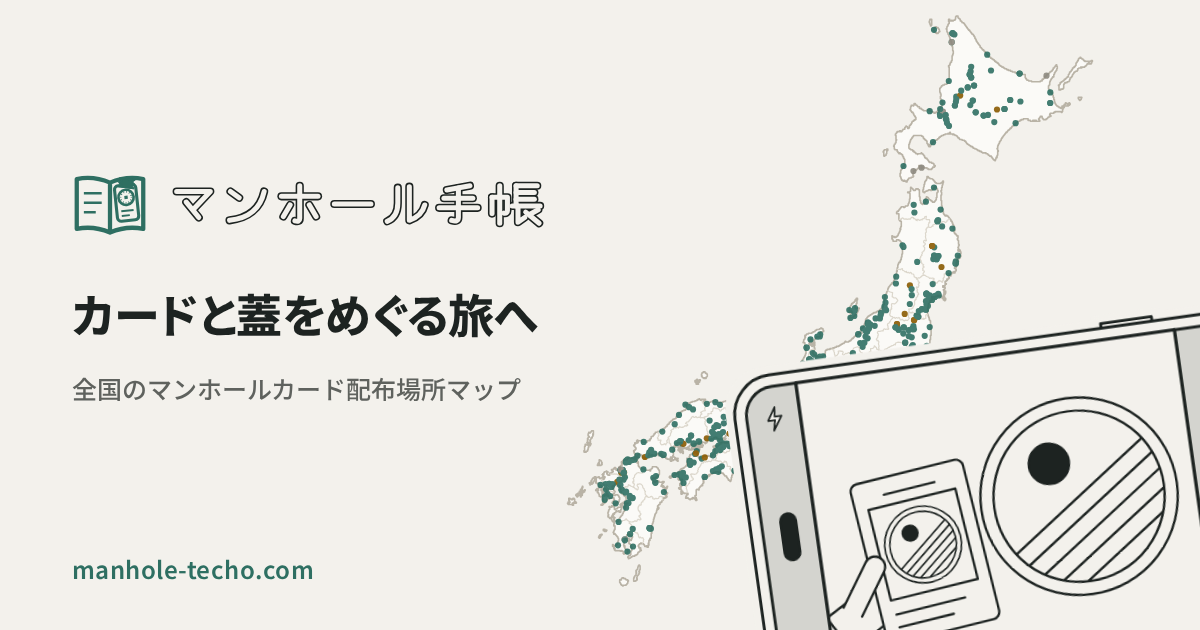 マンホール手帳
カードと蓋をめぐる旅へ
全国のマンホールカード配布場所マップ
manhole-techo.com